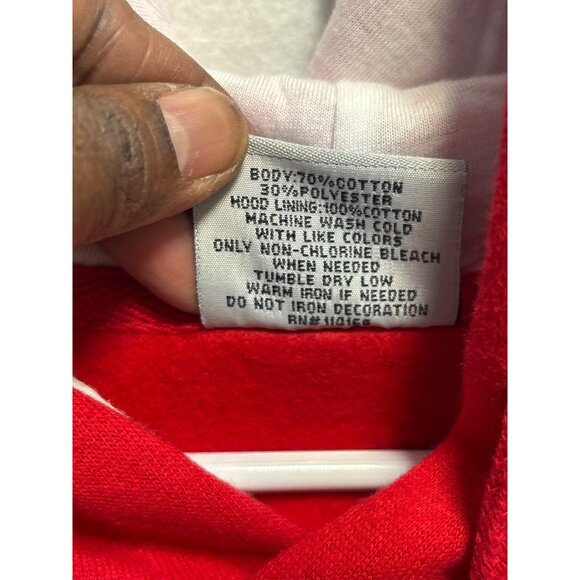 BODY:70%COTTON
30%POLYESTER
HOOD LINING:100%COTTON
MACHINE WASH COLD
WITH LIKE COLORS
ONLY NON-CHLORINE BLEACH
WHEN NEEDED
TUMBLE DRY LOW
WARM IRON IF NEEDED
DO NOT IRON DECORATION
RN#